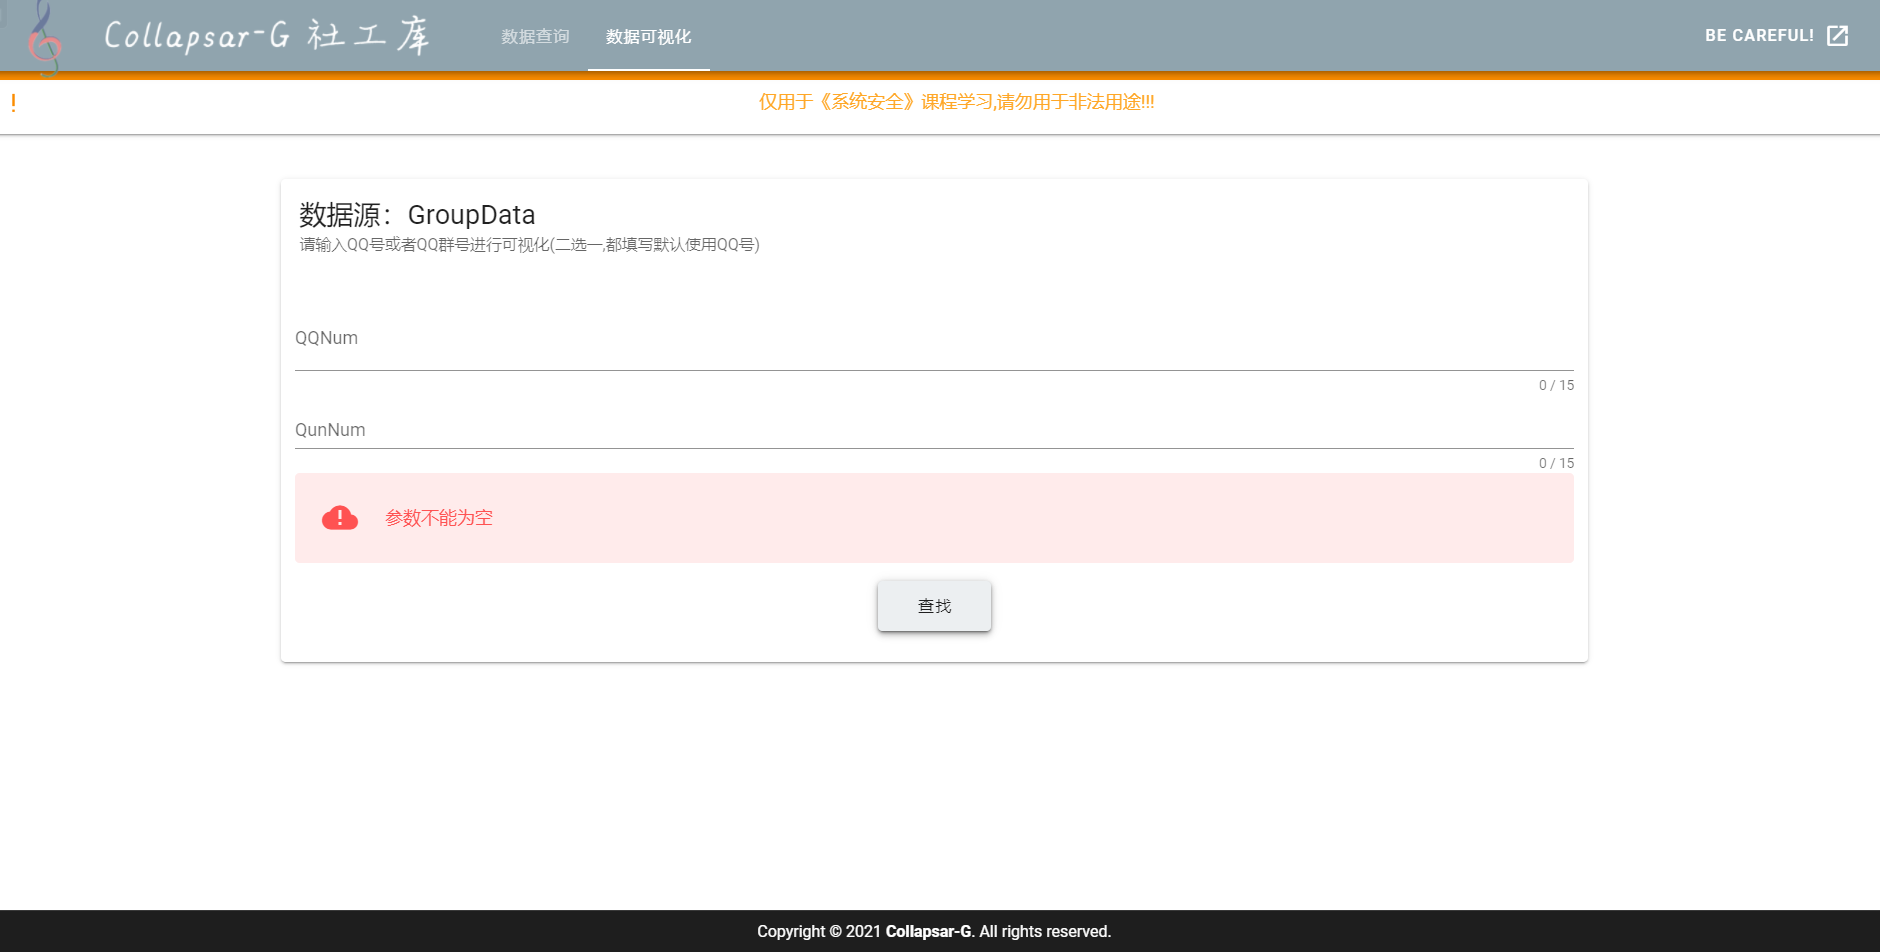 Collapsar-G 社工库
数据查询
数据可视化
BE CAREFUL!
!
仅用于《系统安全》课程学习,请勿用于非法用途!!!
数据源：GroupData
请输入QQ号或者QQ群号进行可视化(二选一,都填写默认使用QQ号)
QQNum
0 / 15
QunNum
0 / 15
参数不能为空
查找
Copyright © 2021 Collapsar-G. All rights reserved.